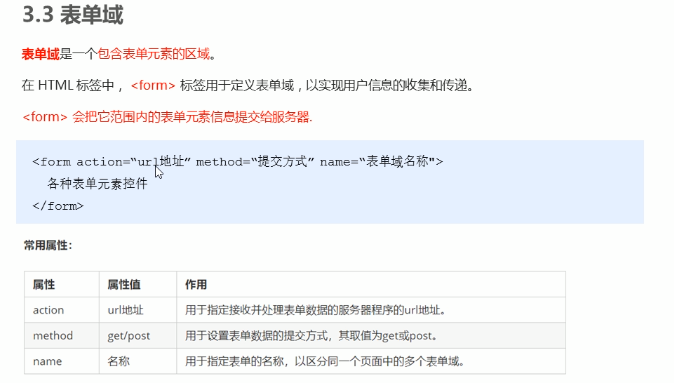 3.3 表单域
表单域是一个包含表单元素的区域。
在 HTML 标签中， <form> 标签用于定义表单域，以实现用户信息的收集和传递。
<form> 会把它范围内的表单元素信息提交给服务器.
<form action=“url地址” method=“提交方式” name=“表单域名称">
各种表单元素控件
</form>
常用属性：
属性 属性值 作用
action url地址 用于指定接收并处理表单数据的服务器程序的url地址。
method get/post 用于设置表单数据的提交方式，其取值为get或post。
name 名称 用于指定表单的名称，以区分同一个页面中的多个表单域。